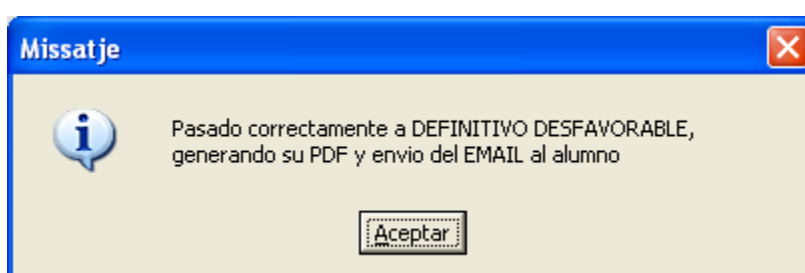 Missatje
Pasado correctamente a DEFINITIVO DESFAVORABLE,
generando su PDF y envio del EMAIL al alumno
Aceptar